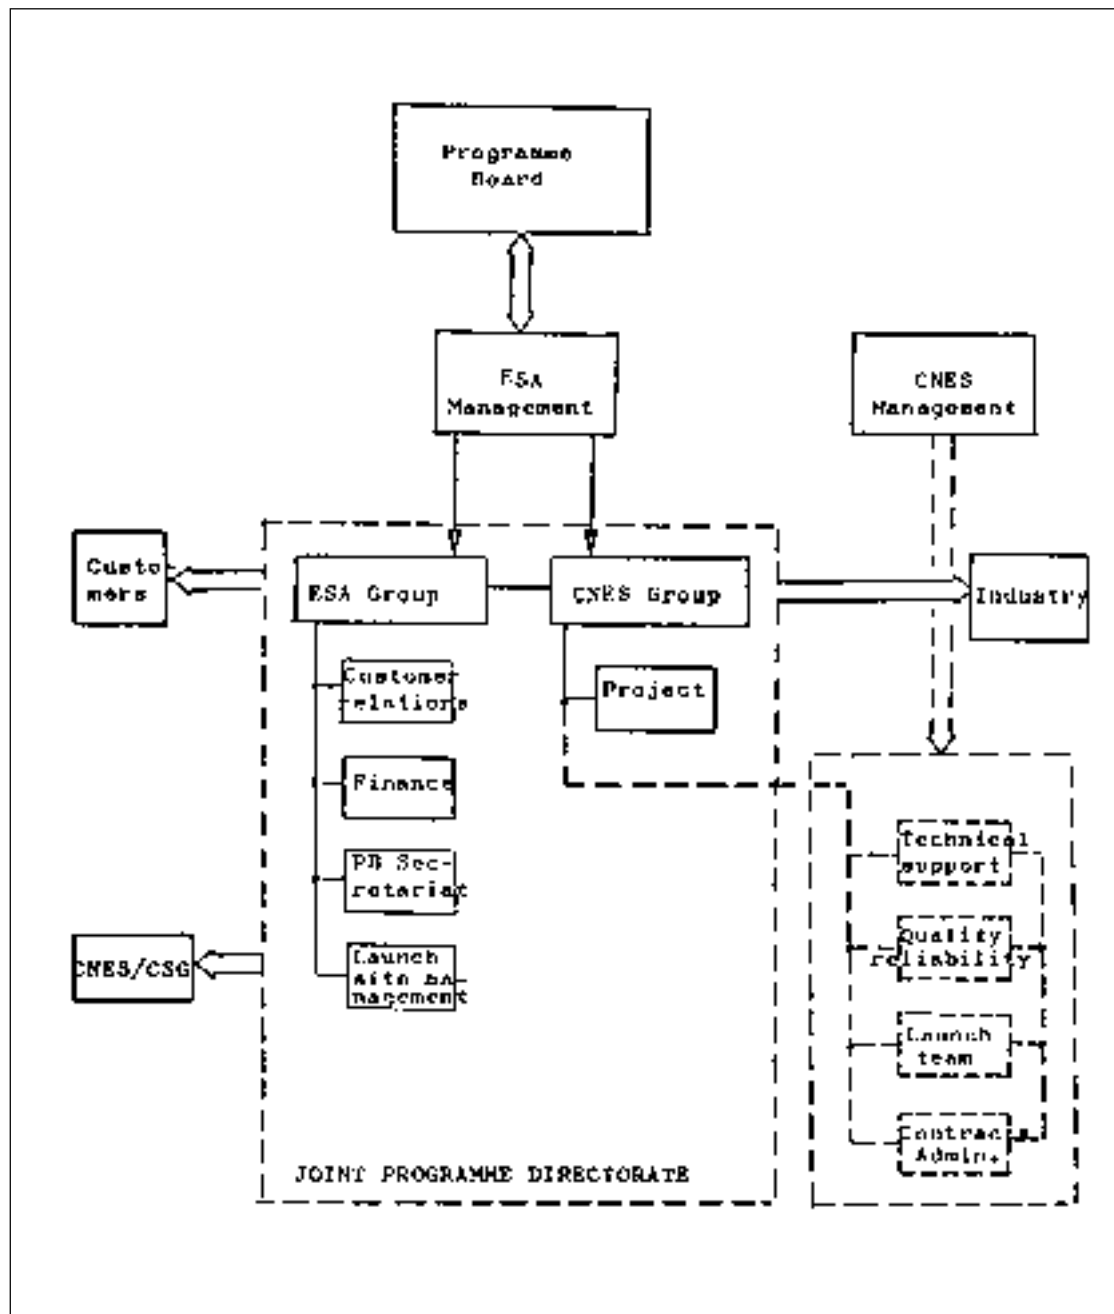 Programme
Board
ESA
Management
CNES
Management
Custo
mers
ESA Group
CNES Group
Industry
Customer
relations
Project
Finance
Technical
support
PB Sec-
retariat
Quality
reliability
CNES/CSG
Launch
site ma-
nagement
Launch
team
Contrac
Admin.
JOINT PROGRAMME DIRECTORATE